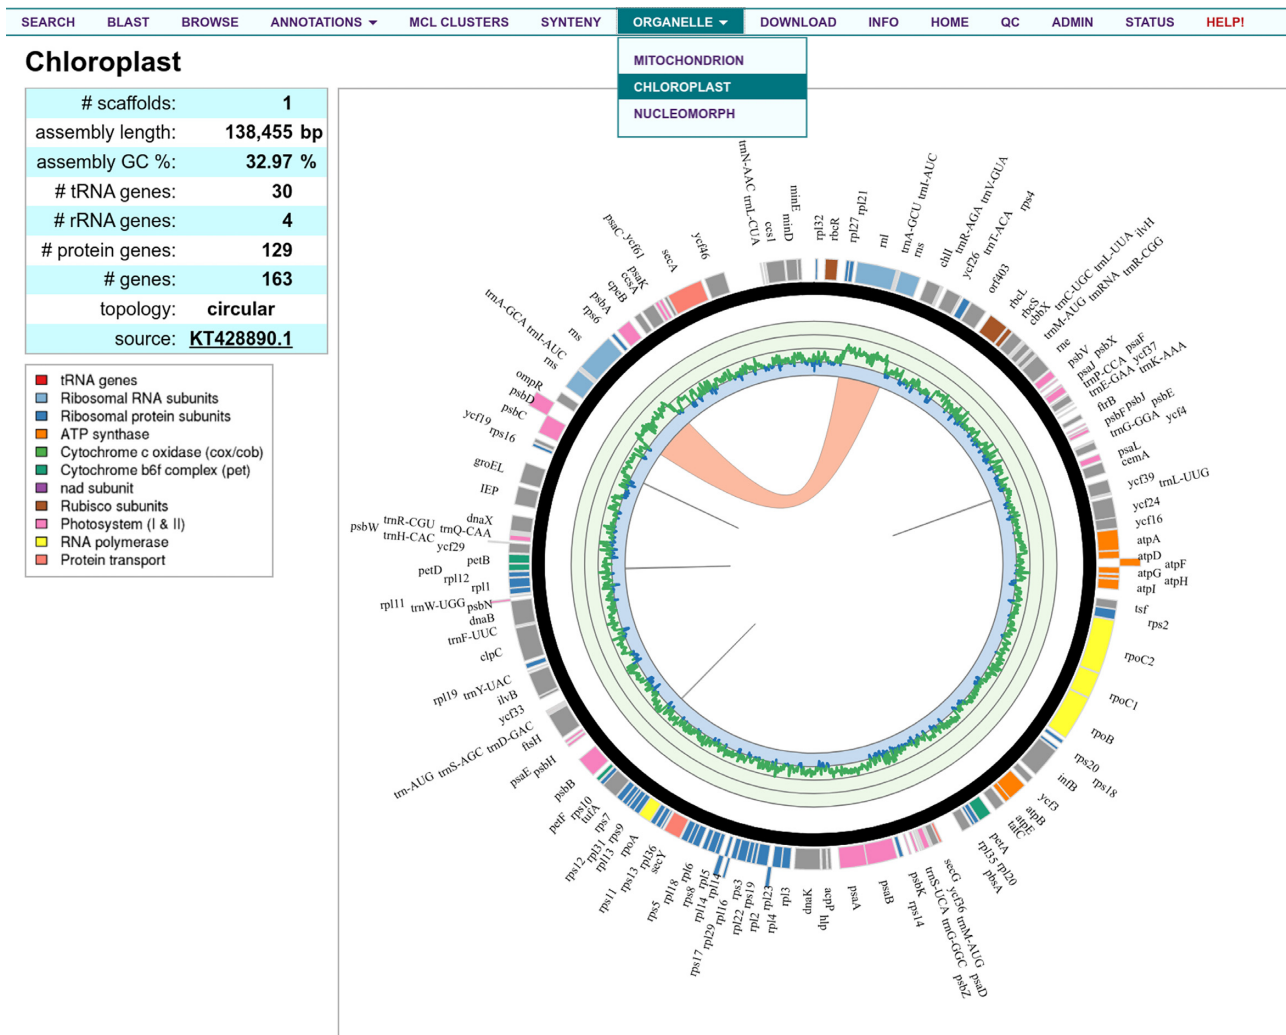 SEARCH BLAST BROWSE ANNOTATIONS MCL CLUSTERS SYNTENY ORGANELLE DOWNLOAD INFO HOME QC ADMIN STATUS HELP!
MITOCHONDRION
CHLOROPLAST
NUCLEOMORPH
Chloroplast
# scaffolds: 1
assembly length: 138,455 bp
assembly GC %: 32.97 %
# tRNA genes: 30
# rRNA genes: 4
# protein genes: 129
# genes: 163
topology: circular
source: KT428890.1
tRNA genes
Ribosomal RNA subunits
Ribosomal protein subunits
ATP synthase
Cytochrome c oxidase (cox/cob)
Cytochrome b6f complex (pet)
nad subunit
Rubisco subunits
Photosystem (I & II)
RNA polymerase
Protein transport
rpl32
rbcR
rpl27
rpl21
rnl
trnA-GCU trnI-AUC
rns
chlI
trnR-AGA trnV-GUA
ycf26
trnT-ACA
rps4
orf403
rbcL
rbcS
cbbX
trnC-UGC trnL-UUA ilvH
trnM-AUG trnRNA trnR-CGG
rne
psbV
psaJ psbX
trnP-CCA psaF
trnE-GAA ycf37
trnK-AAA
ftrB
psbF psbJ psbE
trnG-GGA ycf4
psaL
cemA
ycf39 trnL-UUG
ycf24
ycf16
atpA
atpD
atpF
atpG
atpH
atpI
tsf
rps2
rpoC2
rpoC1
rpoB
rps20
rps18
infB
ycf3
atpB
atpE
tatC
petA
rpl20
rpl35
pbsA
secG
ycf36 trnM-AUG
psaD
trnS-UCA trnG-GGC
psbZ
psbK
rps14
psaB
psaA
acpP
hlp
dnaK
rpl3
rpl23
rpl4
rps19
rpl2
rps3
rpl22
rpl16
rpl29
rps17
rpl14
rpl5
rps8
rpl6
rpl18
rps5
secY
rpl36
rps13
rps11
rpoA
rps9
rpl13
rpl31
rps12
rps7
tufA
rps10
petF
psbB
psbH
psaE
ftsH
trnD-GAC
trnS-AGC
trn-AUG
ycf33
ilvB
trnY-UAC
rpl19
clpC
trnF-UUC
dnaB
psbN
trnW-UGG
rpl11
rpl1
rpl12
petD
petB
ycf29
trnH-CAC
trnQ-CAA
trnR-CGU
psbW
dnaX
IEP
groEL
rps16
ycf19
psbC
psbD
ompR
rns
trnA-GCA trnI-AUC
rns
rps6
psbA
cpeB
ccsA
psaK
ycf61
psaC
secA
ycf46
trnN-AAC trnL-CUA
ccs1
minD
minE